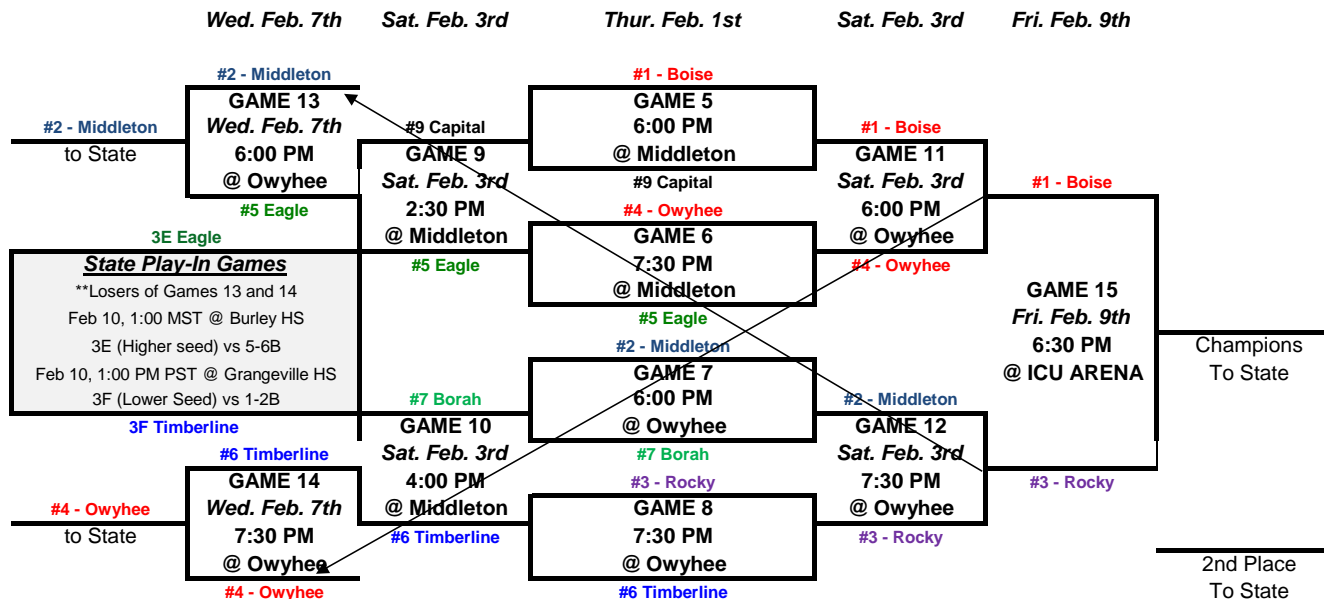 Wed. Feb. 7th Sat. Feb. 3rd Thur. Feb. 1st Sat. Feb. 3rd Fri. Feb. 9th
#2 - Middleton
GAME 13
Wed. Feb. 7th
6:00 PM
@ Owyhee
#5 Eagle
#2 - Middleton
to State
3E Eagle
State Play-In Games
**Losers of Games 13 and 14
Feb 10, 1:00 MST @ Burley HS
3E (Higher seed) vs 5-6B
Feb 10, 1:00 PM PST @ Grangeville HS
3F (Lower Seed) vs 1-2B
3F Timberline
#6 Timberline
GAME 14
Wed. Feb. 7th
7:30 PM
@ Owyhee
#4 - Owyhee
#4 - Owyhee
to State
#9 Capital
GAME 9
Sat. Feb. 3rd
2:30 PM
@ Middleton
#5 Eagle
#7 Borah
GAME 10
Sat. Feb. 3rd
4:00 PM
@ Middleton
#6 Timberline
#1 - Boise
GAME 5
6:00 PM
@ Middleton
#9 Capital
#4 - Owyhee
GAME 6
7:30 PM
@ Middleton
#5 Eagle
#2 - Middleton
GAME 7
6:00 PM
@ Owyhee
#7 Borah
#3 - Rocky
GAME 8
7:30 PM
@ Owyhee
#6 Timberline
#1 - Boise
GAME 11
Sat. Feb. 3rd
6:00 PM
@ Owyhee
#4 - Owyhee
#2 - Middleton
GAME 12
Sat. Feb. 3rd
7:30 PM
@ Owyhee
#3 - Rocky
#1 - Boise
GAME 15
Fri. Feb. 9th
6:30 PM
@ ICU ARENA
#3 - Rocky
Champions
To State
2nd Place
To State